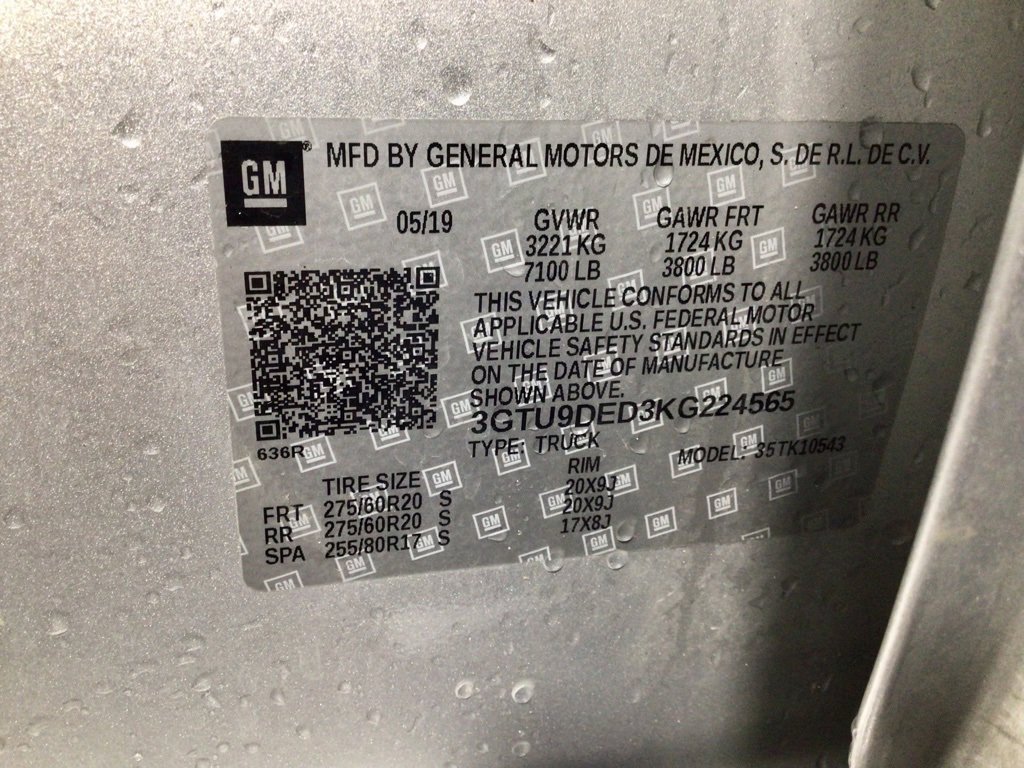 GM® MFD BY GENERAL MOTORS DE MEXICO, S. DE R.L. DE C.V.
05/19 GVWR GAWR FRT GAWR RR
3221 KG 1724 KG 1724 KG
7100 LB 3800 LB 3800 LB
THIS VEHICLE CONFORMS TO ALL
APPLICABLE U.S. FEDERAL MOTOR
VEHICLE SAFETY STANDARDS IN EFFECT
ON THE DATE OF MANUFACTURE
SHOWN ABOVE.
3GTU9DED3KG224565
636R TYPE: TRUCK MODEL: 35TK10543
TIRE SIZE RIM
FRT 275/60R20 S 20X9J
RR 275/60R20 S 20X9J
SPA 255/80R17 S 17X8J